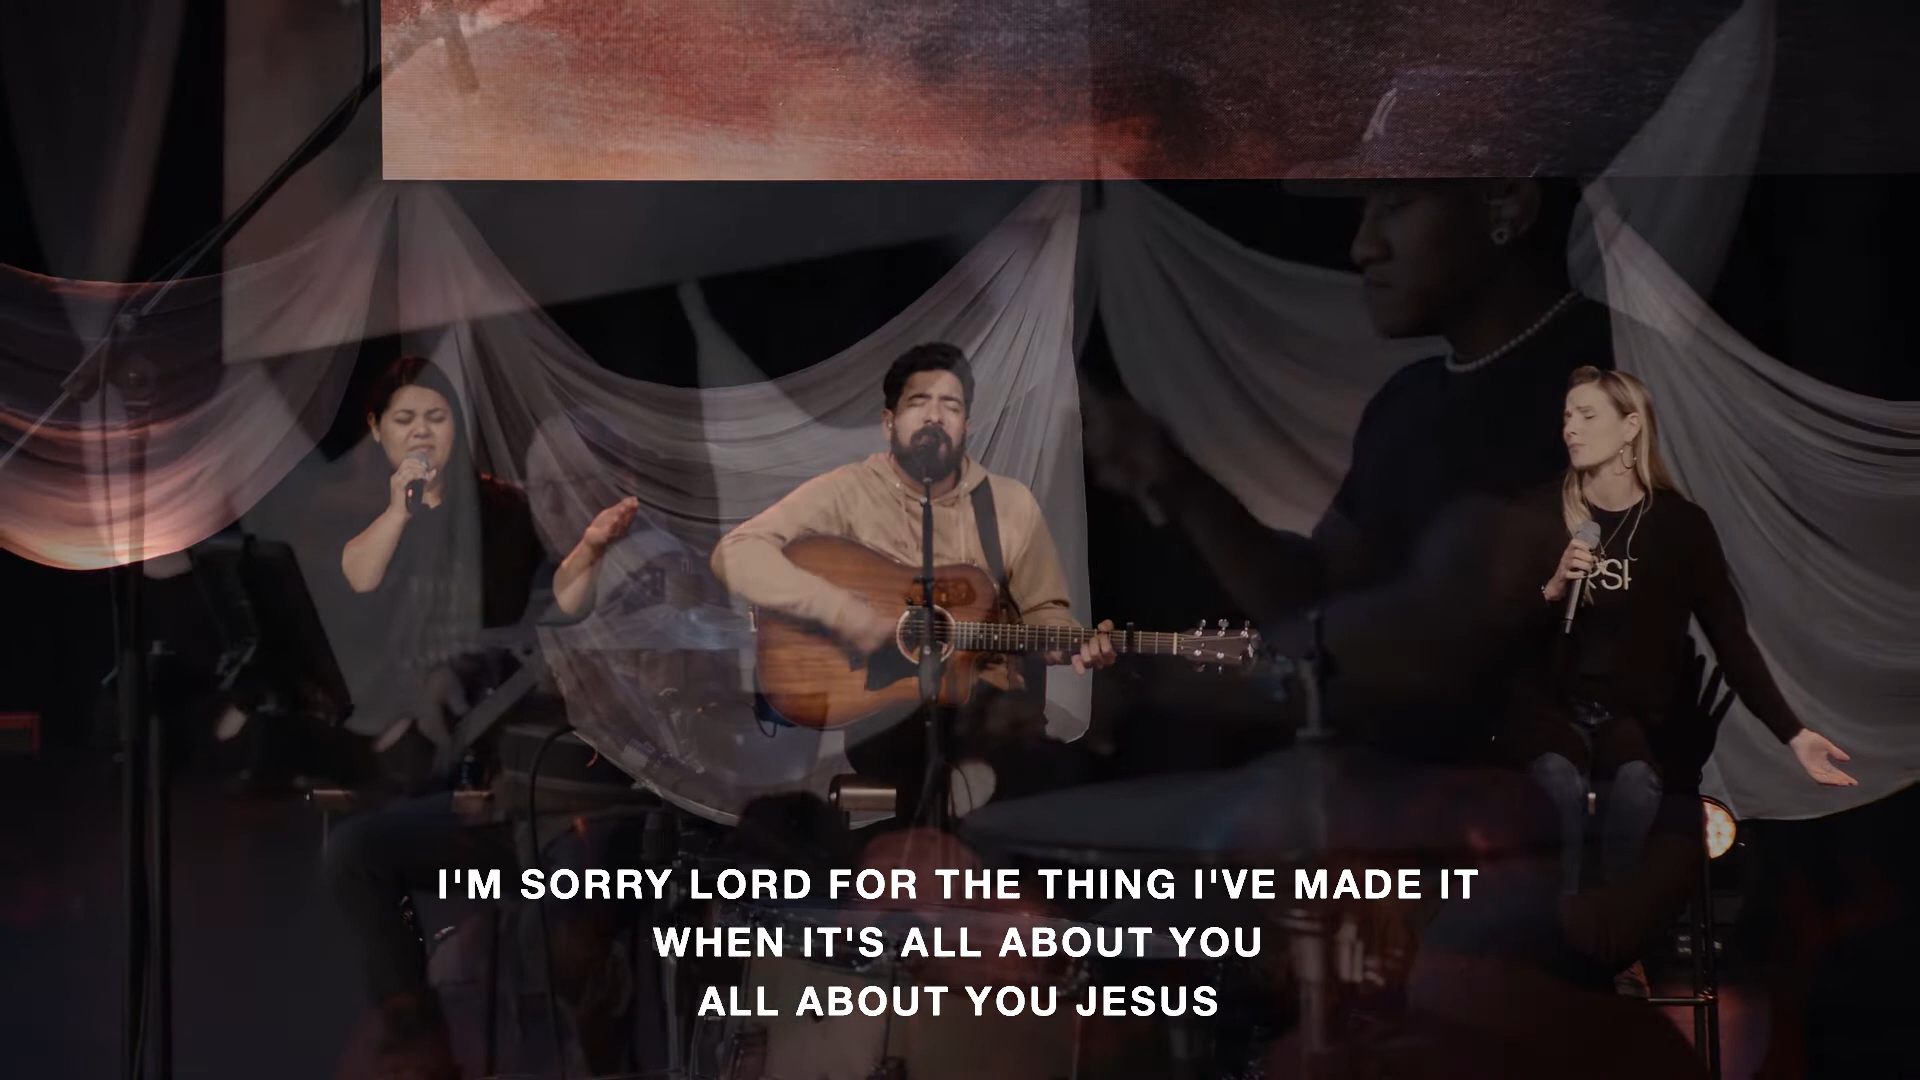 I'M SORRY LORD FOR THE THING I'VE MADE IT
WHEN IT'S ALL ABOUT YOU
ALL ABOUT YOU JESUS